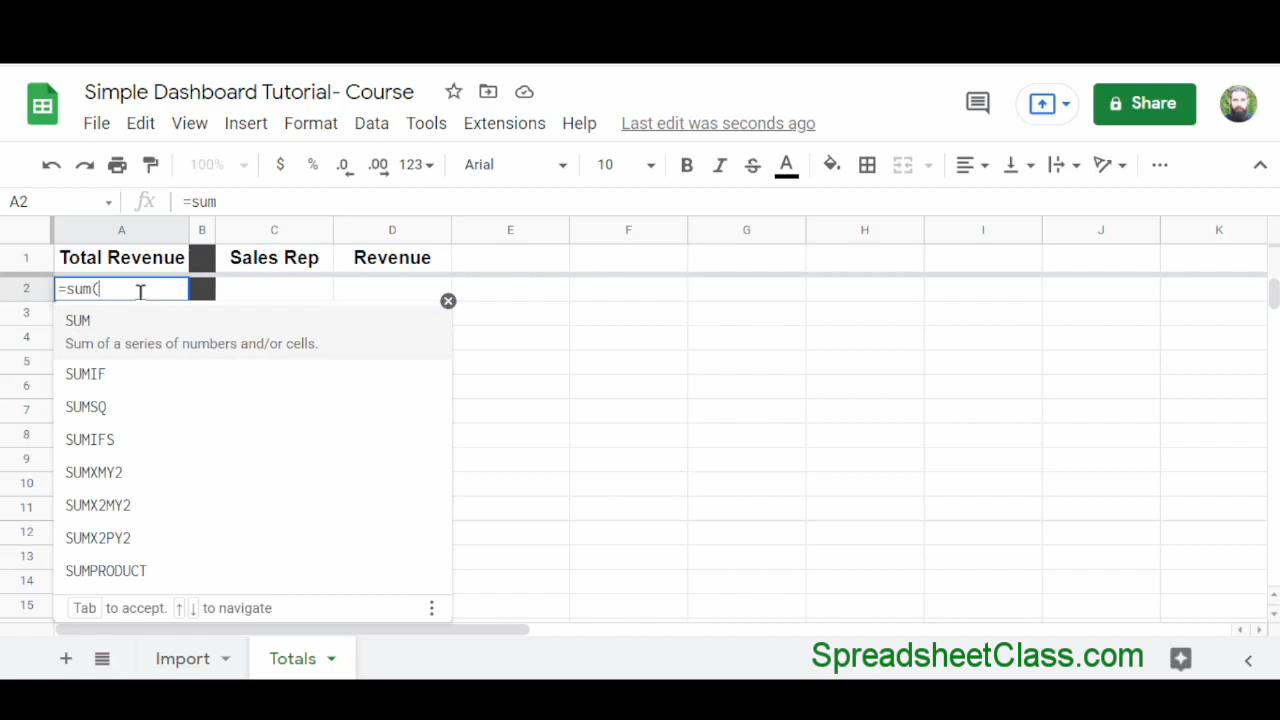 Simple Dashboard Tutorial- Course
File Edit View Insert Format Data Tools Extensions Help Last edit was seconds ago
Share
100% $ % .0 .00 123 Arial 10 B I S A
A2 fx =sum
A B C D E F G H I J K
1 Total Revenue Sales Rep Revenue
2 =sum(
3
SUM
4
Sum of a series of numbers and/or cells.
5
6 SUMIF
7 SUMSQ
8 SUMIFS
9
10 SUMXMY2
11 SUMX2MY2
12 SUMX2PY2
13
14 SUMPRODUCT
15 Tab to accept. ↑ ↓ to navigate
Import Totals SpreadsheetClass.com